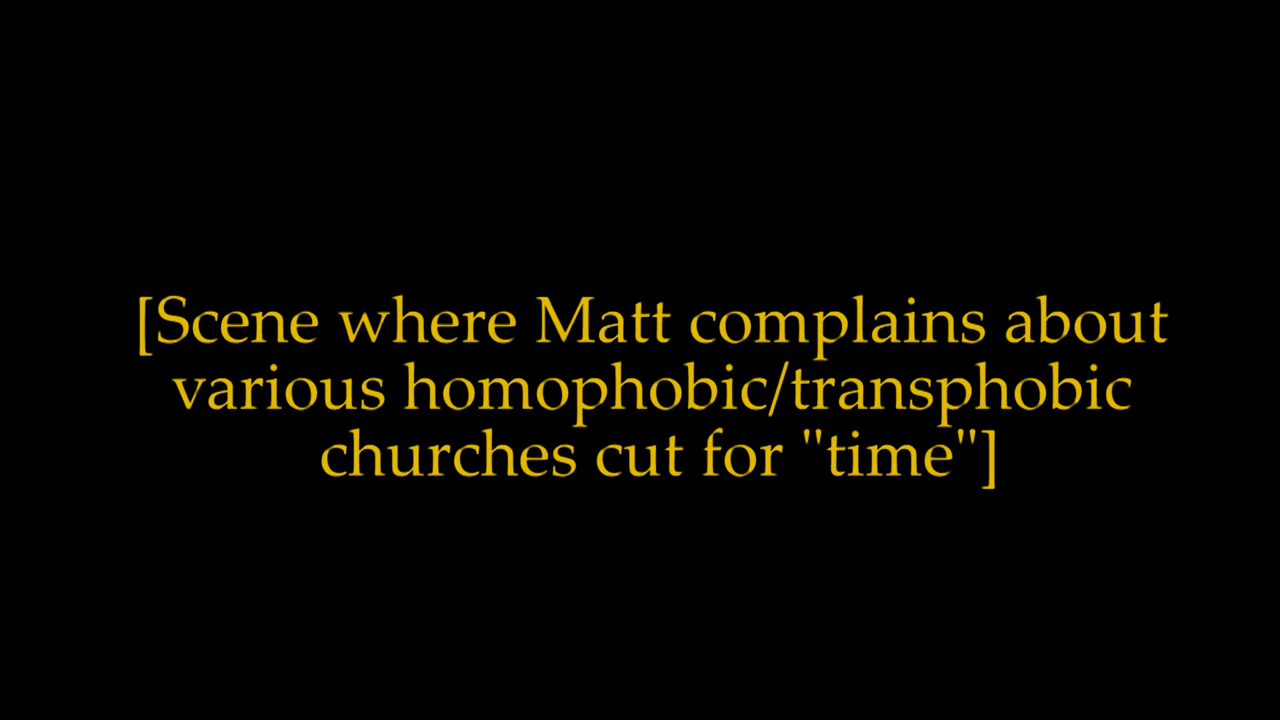 [Scene where Matt complains about
various homophobic/transphobic
churches cut for "time"]